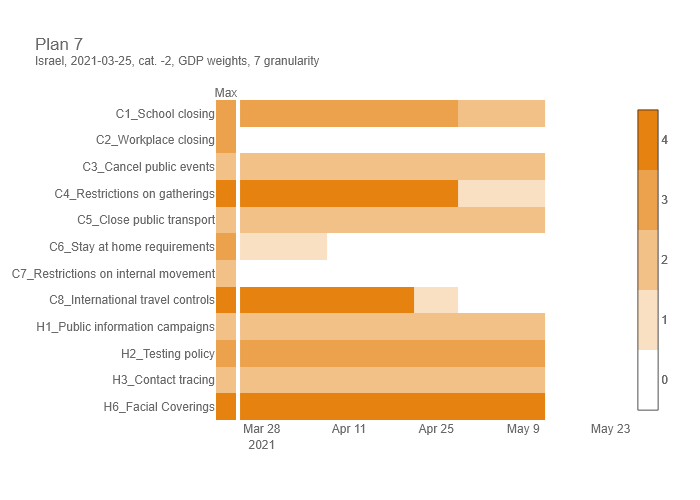 Plan 7
Israel, 2021-03-25, cat. -2, GDP weights, 7 granularity
Max
C1_School closing
C2_Workplace closing
C3_Cancel public events
C4_Restrictions on gatherings
C5_Close public transport
C6_Stay at home requirements
C7_Restrictions on internal movement
C8_International travel controls
H1_Public information campaigns
H2_Testing policy
H3_Contact tracing
H6_Facial Coverings
Mar 28 Apr 11 Apr 25 May 9 May 23
2021
4
3
2
1
0